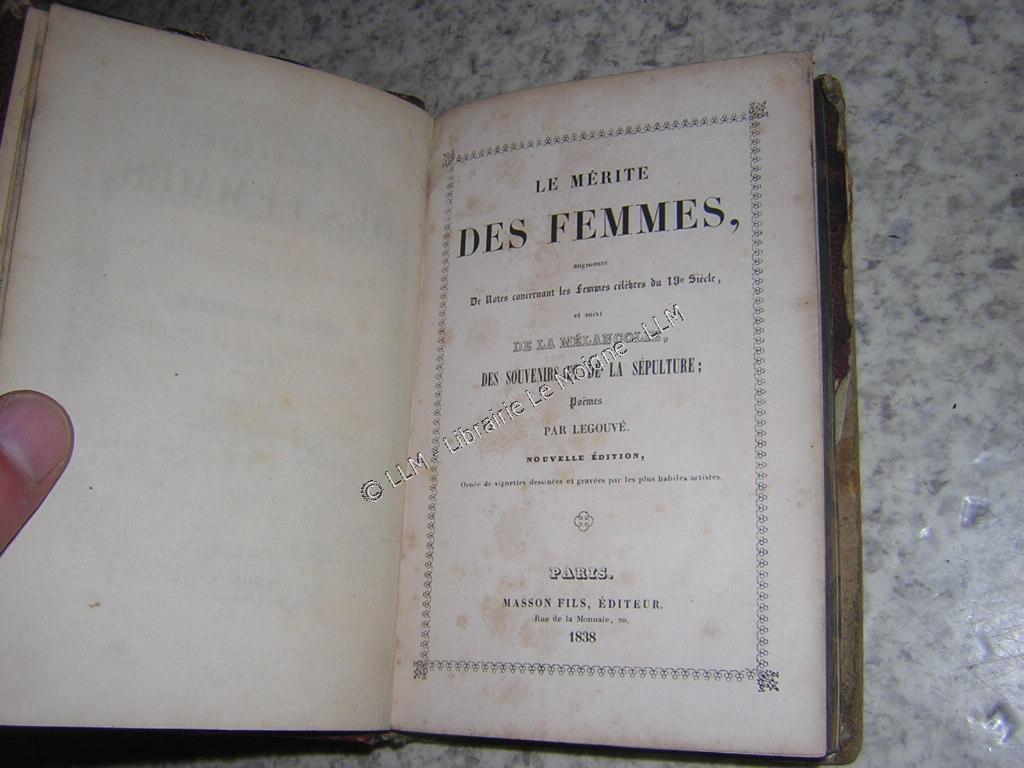 LE MÉRITE
DES FEMMES,
augmenté
De Notes concernant les Femmes célèbres du 19e Siècle,
et suivi
DE LA MÉLANCOLIE,
DES SOUVENIRS ET DE LA SÉPULTURE;
Poëmes
PAR LEGOUVÉ.
NOUVELLE ÉDITION,
Ornée de vignettes dessinées et gravées par les plus habiles artistes.
PARIS.
MASSON FILS, ÉDITEUR.
Rue de la Monnaie, 20.
1838
© LLM - Librairie Le Moigne - LLM